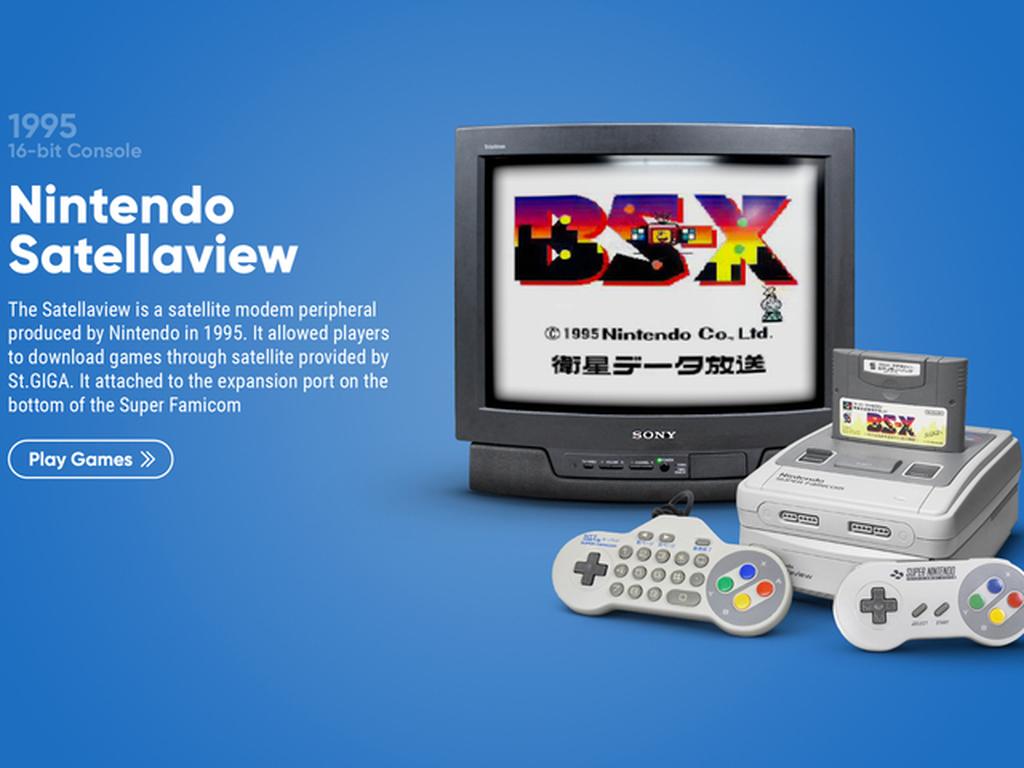 1995
16-bit Console
Nintendo
Satellaview
The Satellaview is a satellite modem peripheral
produced by Nintendo in 1995. It allowed players
to download games through satellite provided by
St.GIGA. It attached to the expansion port on the
bottom of the Super Famicom
Play Games
BS-X
©1995 Nintendo Co., Ltd.
衛星データ放送
SONY
BS-X
Nintendo
SUPER FAMICOM
SUPER NINTENDO
SELECT START